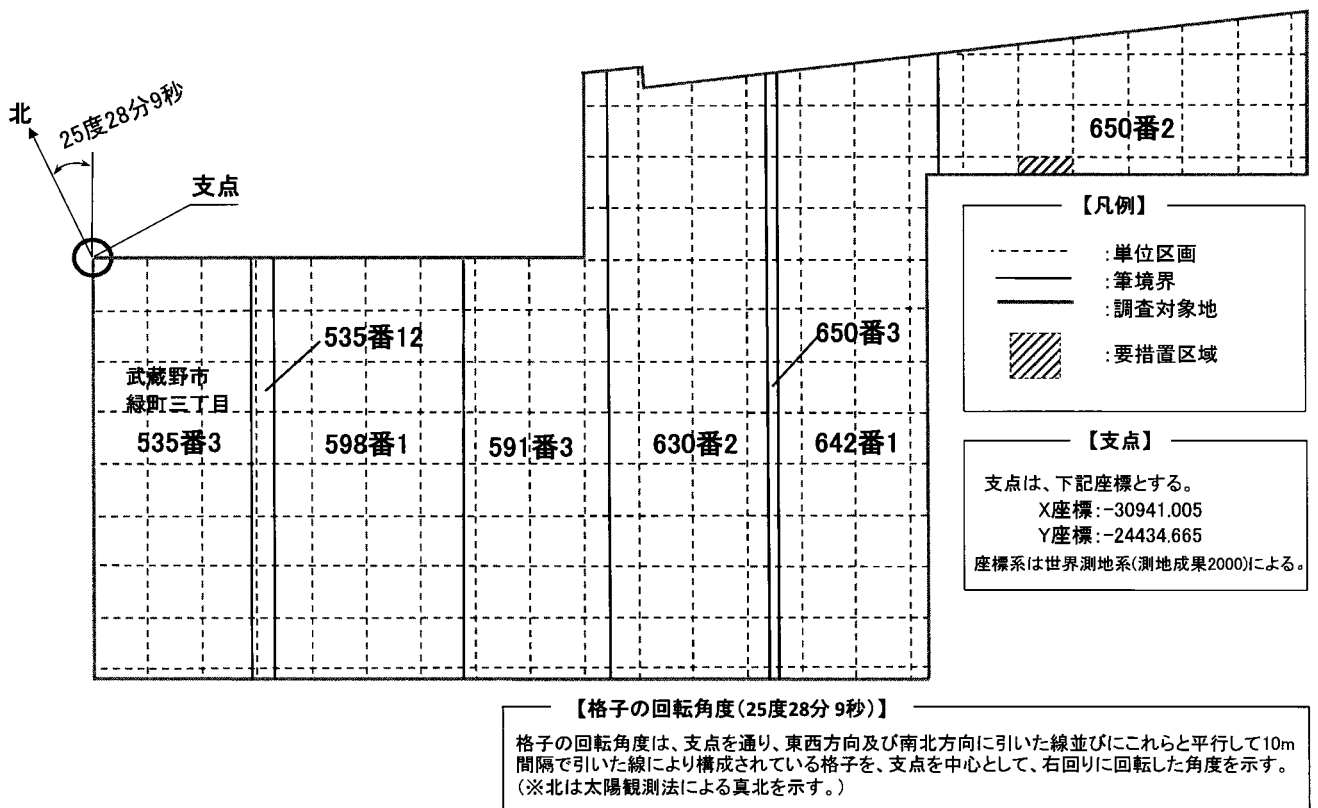 北
25度28分9秒
支点
650番2
535番12
650番3
武蔵野市
緑町三丁目
535番3
598番1
591番3
630番2
642番1
【凡例】
:単位区画
:筆境界
:調査対象地
:要措置区域
【支点】
支点は、下記座標とする。
X座標:-30941.005
Y座標:-24434.665
座標系は世界測地系(測地成果2000)による。
【格子の回転角度(25度28分 9秒)】
格子の回転角度は、支点を通り、東西方向及び南北方向に引いた線並びにこれらと平行して10m
間隔で引いた線により構成されている格子を、支点を中心として、右回りに回転した角度を示す。
(※北は太陽観測法による真北を示す。)